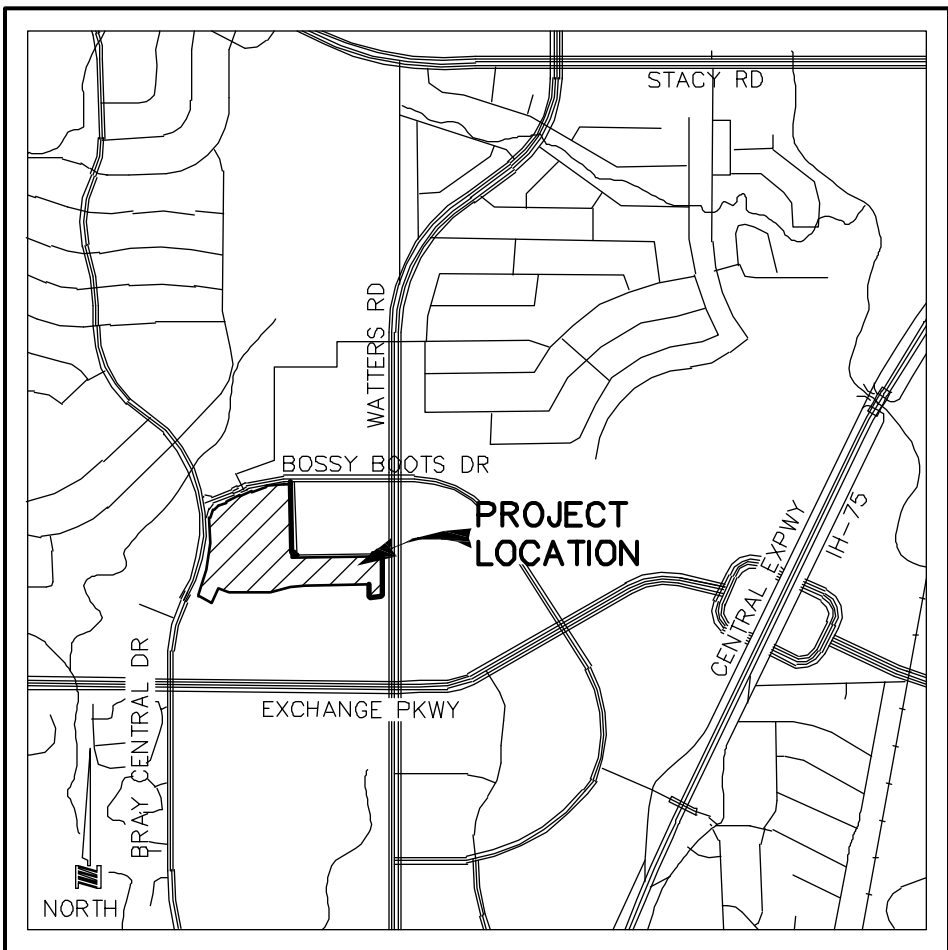 STACY RD
WATTERS RD
BOSSY BOOTS DR
PROJECT
LOCATION
CENTRAL EXPWY
IH-75
BRAY CENTRAL DR
EXCHANGE PKWY
NORTH